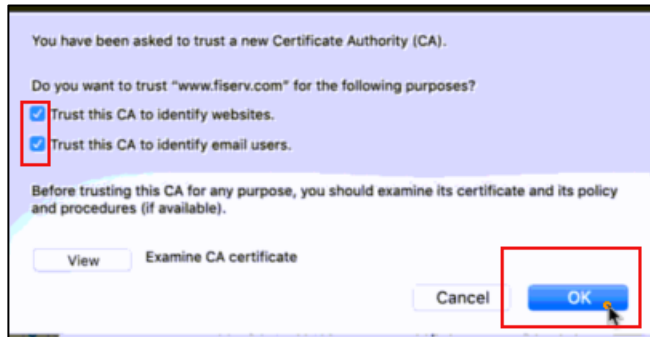 You have been asked to trust a new Certificate Authority (CA).
Do you want to trust “www.fiserv.com” for the following purposes?
Trust this CA to identify websites.
Trust this CA to identify email users.
Before trusting this CA for any purpose, you should examine its certificate and its policy
and procedures (if available).
View Examine CA certificate
Cancel OK